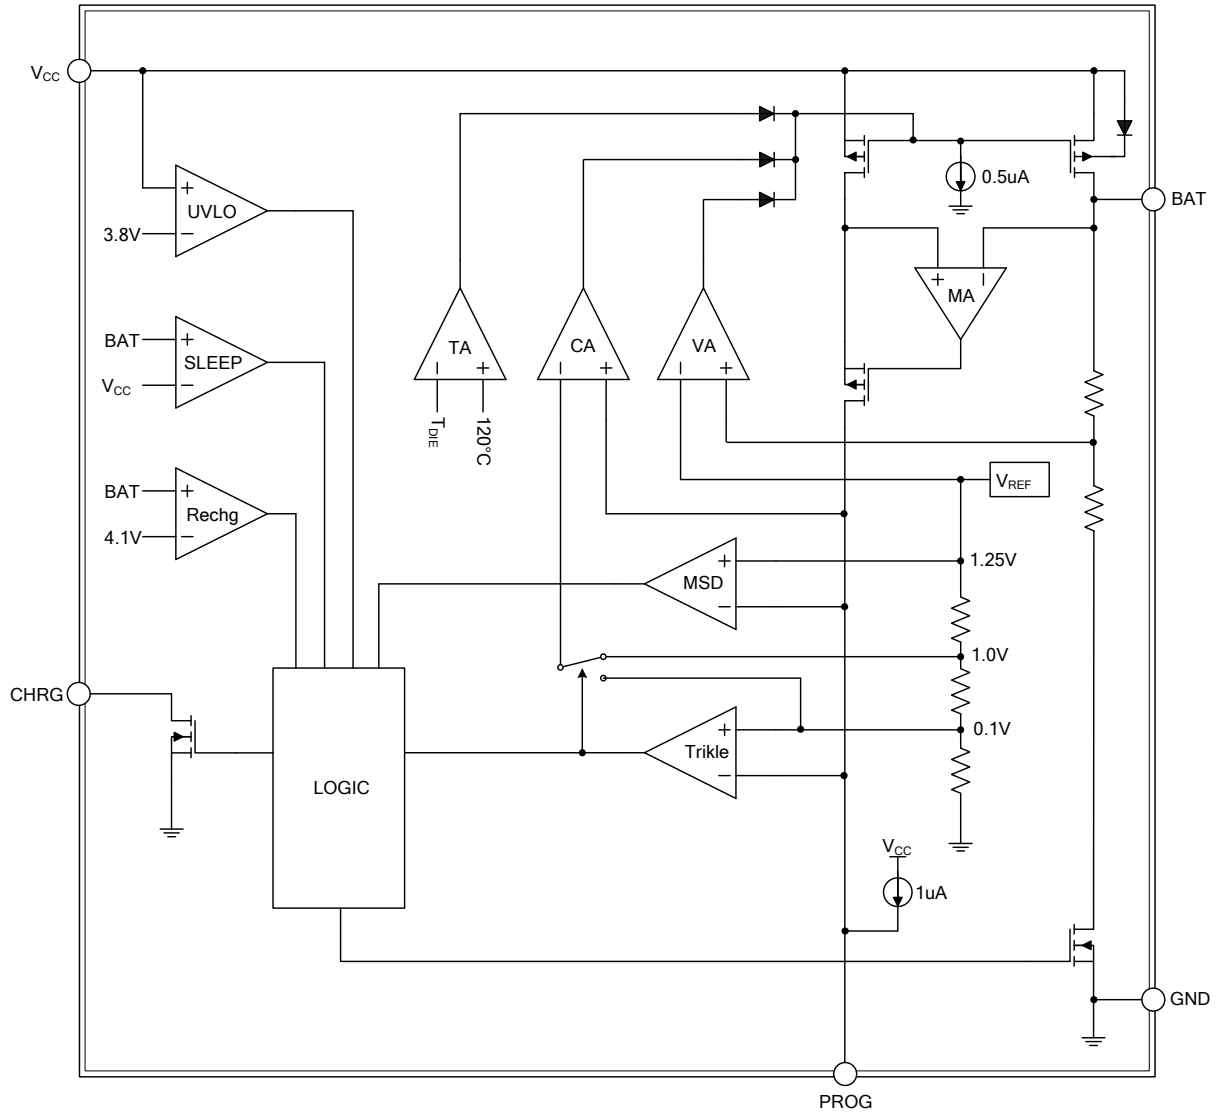 V_CC
0.5uA
BAT
+
UVLO
3.8V
−
+
−
MA
BAT
+
SLEEP
V_CC
−
TA
−
+
CA
−
+
VA
−
+
T_DIE
120°C
BAT
+
Rechg
4.1V
−
V_REF
+
1.25V
MSD
−
1.0V
CHRG
+
0.1V
Trikle
−
LOGIC
V_CC
1uA
GND
PROG